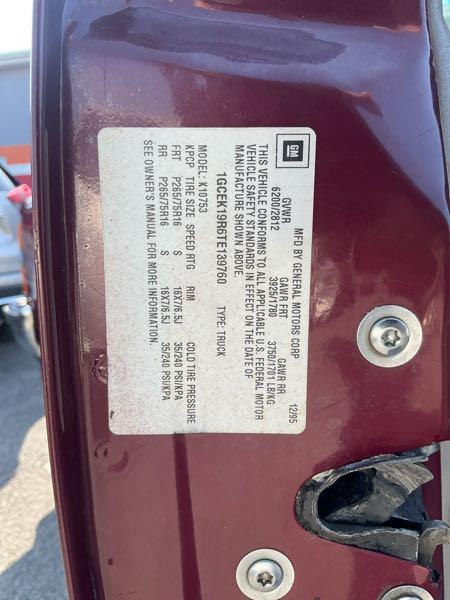 GM
MFD BY GENERAL MOTORS CORP 12/95
GVWR GAWR FRT GAWR RR
6200/2812 3925/1780 3750/1701 LB/KG
THIS VEHICLE CONFORMS TO ALL APPLICABLE U.S. FEDERAL MOTOR
VEHICLE SAFETY STANDARDS IN EFFECT ON THE DATE OF
MANUFACTURE SHOWN ABOVE.
1GCEK19R6TE139760 TYPE: TRUCK
MODEL: K10753
KPCP TIRE SIZE SPEED RTG RIM COLD TIRE PRESSURE
FRT P265/75R16 S 16X7/6.5J 35/240 PSI/KPA
RR P265/75R16 S 16X7/6.5J 35/240 PSI/KPA
SEE OWNER'S MANUAL FOR MORE INFORMATION.